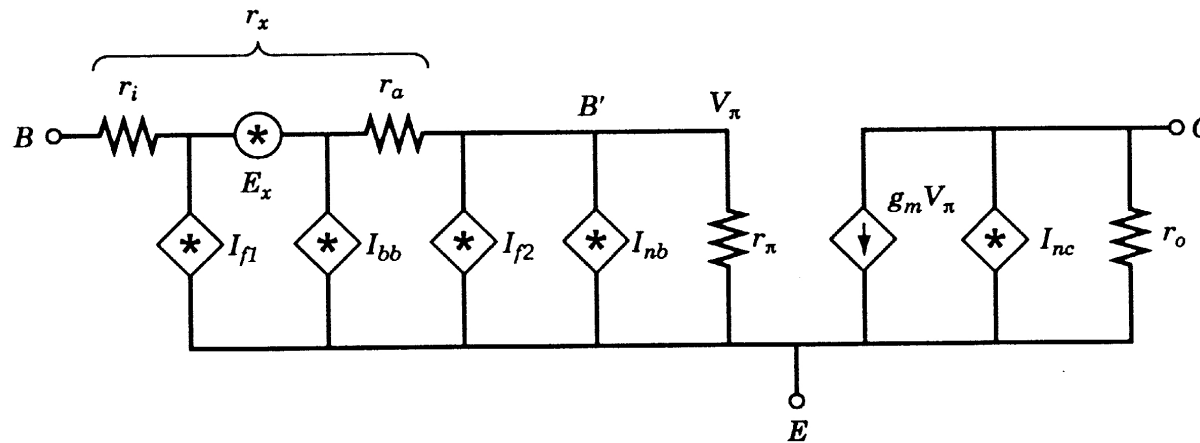 r_x
r_i
r_a
B
E_x
B'
V_π
C
I_f1
I_bb
I_f2
I_nb
r_π
g_m V_π
I_nc
r_o
E